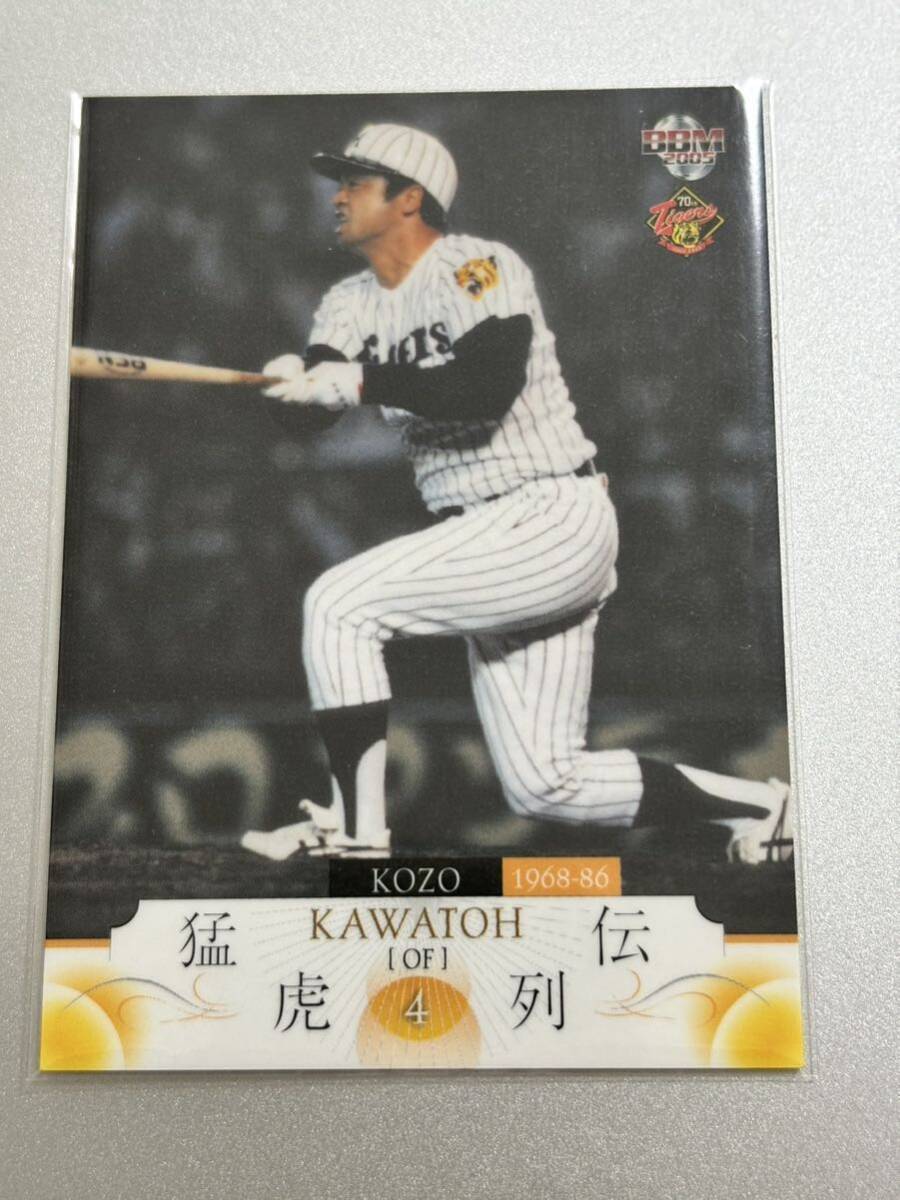 BBM
2005
70th
Tigers
KOZO
1968-86
KAWATOH
[OF]
猛虎列伝
4